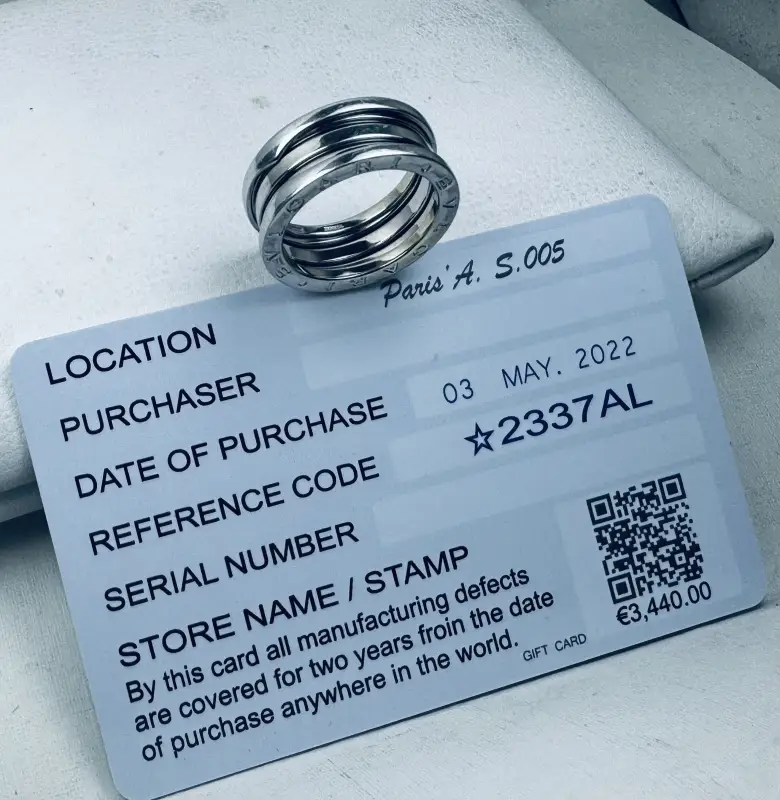 LOCATION Paris'A. S.005
PURCHASER
DATE OF PURCHASE 03 MAY. 2022
REFERENCE CODE ☆2337AL
SERIAL NUMBER
STORE NAME / STAMP
By this card all manufacturing defects
are covered for two years froin the date
of purchase anywhere in the world.
GIFT CARD
€3,440.00